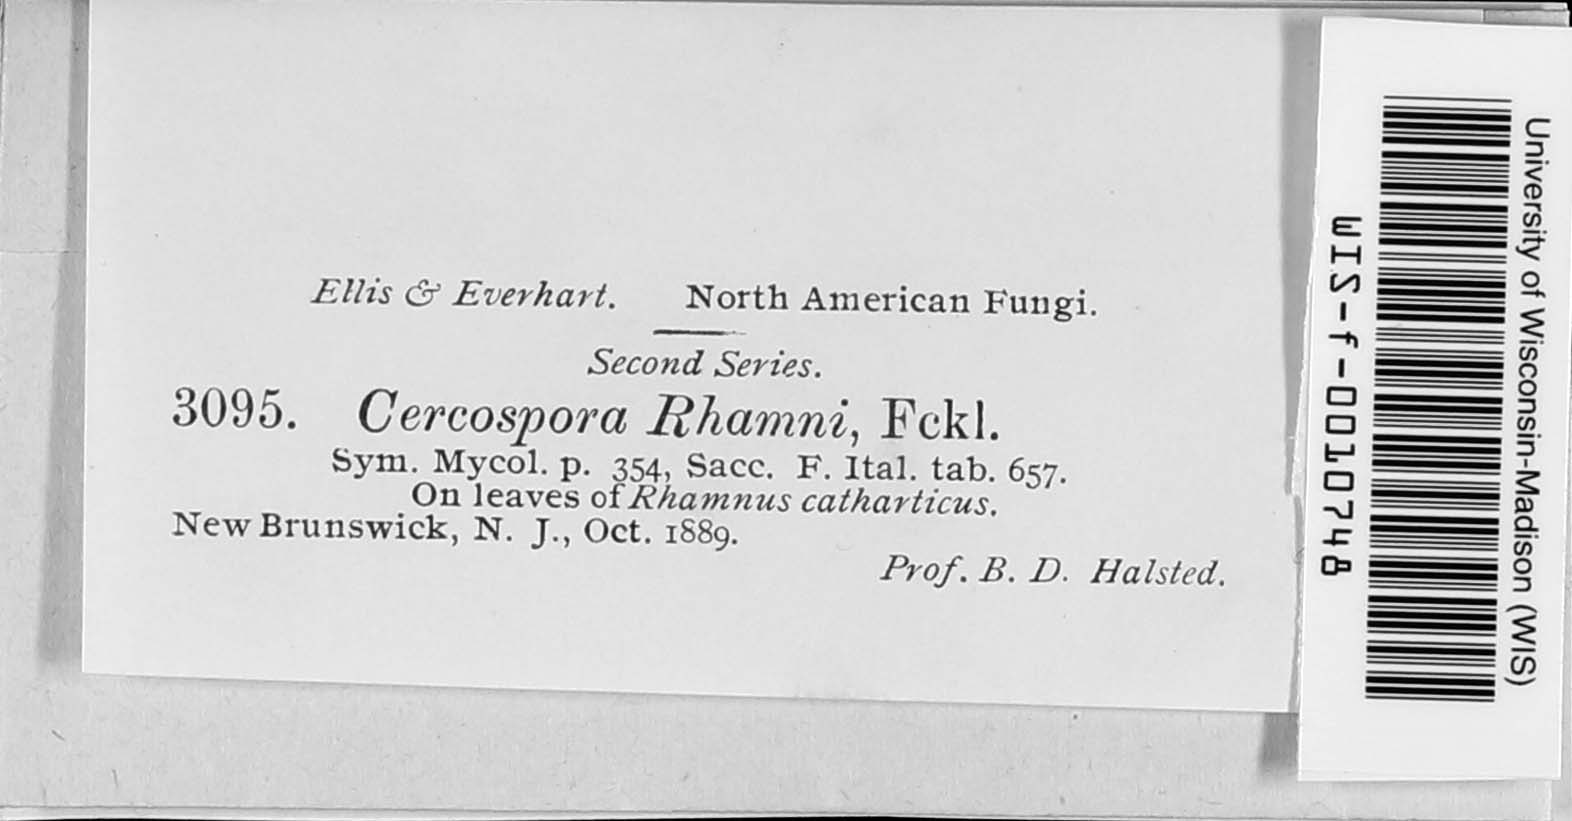 Ellis & Everhart. North American Fungi.
Second Series.
3095. Cercospora Rhamni, Fckl.
Sym. Mycol. p. 354, Sacc. F. Ital. tab. 657.
On leaves of Rhamnus catharticus.
New Brunswick, N. J., Oct. 1889.
Prof. B. D. Halsted.
University of Wisconsin-Madison (WIS)
WIS-f-0010748